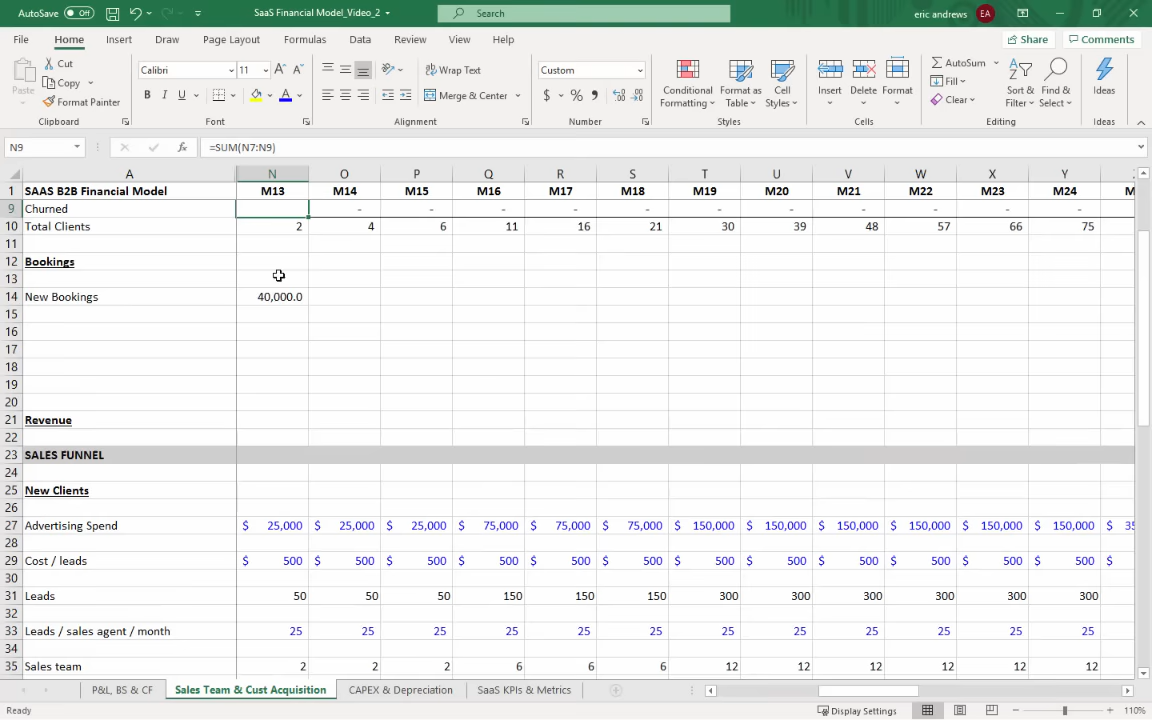 AutoSave Off SaaS Financial Model_Video_2 Search eric andrews EA
File Home Insert Draw Page Layout Formulas Data Review View Help Share Comments
Paste Cut Copy Format Painter Clipboard
Calibri 11 A A B I U A Font
Wrap Text Merge & Center Alignment
Custom $ % Number
Conditional Formatting Format as Table Cell Styles Styles
Insert Delete Format Cells
AutoSum Fill Clear Sort & Filter Find & Select Editing
Ideas Ideas
N9 fx =SUM(N7:N9)
A N O P Q R S T U V W X Y
1 SAAS B2B Financial Model M13 M14 M15 M16 M17 M18 M19 M20 M21 M22 M23 M24 M
9 Churned - - - - - - - - - - -
10 Total Clients 2 4 6 11 16 21 30 39 48 57 66 75
11
12 Bookings
13
14 New Bookings 40,000.0
15
16
17
18
19
20
21 Revenue
22
23 SALES FUNNEL
24
25 New Clients
26
27 Advertising Spend $ 25,000 $ 25,000 $ 25,000 $ 75,000 $ 75,000 $ 75,000 $ 150,000 $ 150,000 $ 150,000 $ 150,000 $ 150,000 $ 150,000 $ 35
28
29 Cost / leads $ 500 $ 500 $ 500 $ 500 $ 500 $ 500 $ 500 $ 500 $ 500 $ 500 $ 500 $ 500 $
30
31 Leads 50 50 50 150 150 150 300 300 300 300 300 300
32
33 Leads / sales agent / month 25 25 25 25 25 25 25 25 25 25 25 25
34
35 Sales team 2 2 2 6 6 6 12 12 12 12 12 12
P&L, BS & CF Sales Team & Cust Acquisition CAPEX & Depreciation SaaS KPIs & Metrics
Ready Display Settings 110%